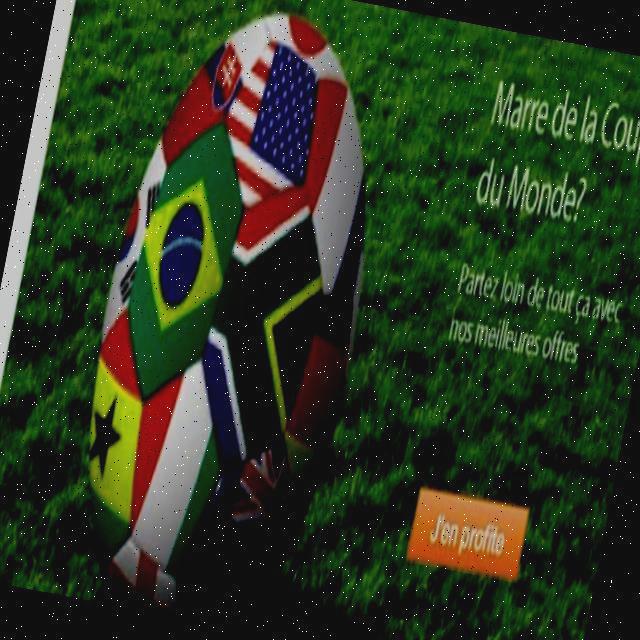 Marre de la Cou
du Monde?
Partez loin de tout ça avec
nos meilleures offres
J'en profite